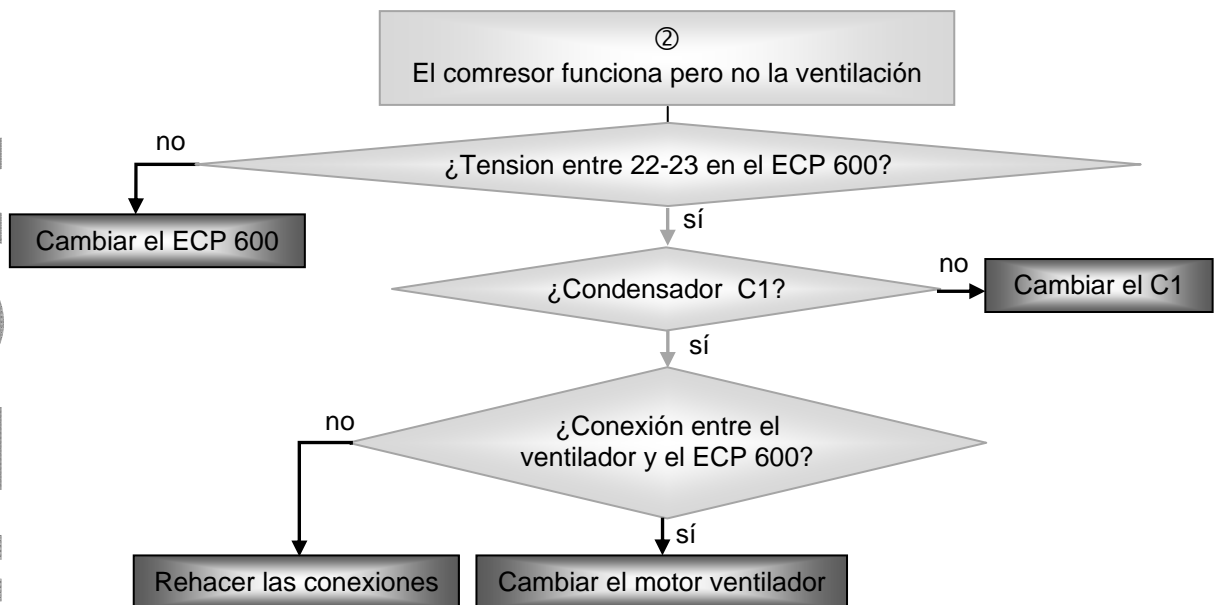 ②
El comresor funciona pero no la ventilación
no
¿Tension entre 22-23 en el ECP 600?
sí
Cambiar el ECP 600
¿Condensador C1?
no
Cambiar el C1
sí
no
¿Conexión entre el
ventilador y el ECP 600?
sí
Rehacer las conexiones
Cambiar el motor ventilador